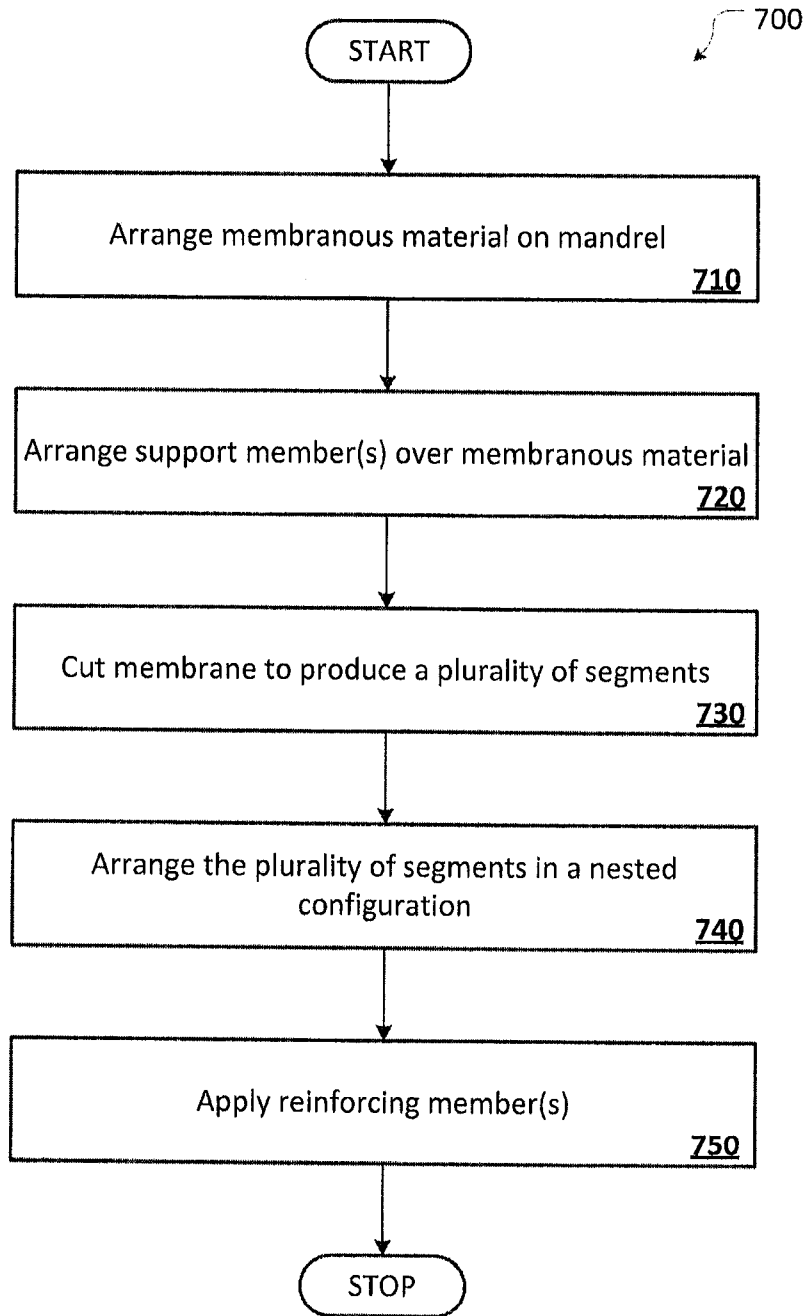 700
START
Arrange membranous material on mandrel
710
Arrange support member(s) over membranous material
720
Cut membrane to produce a plurality of segments
730
Arrange the plurality of segments in a nested
configuration
740
Apply reinforcing member(s)
750
STOP